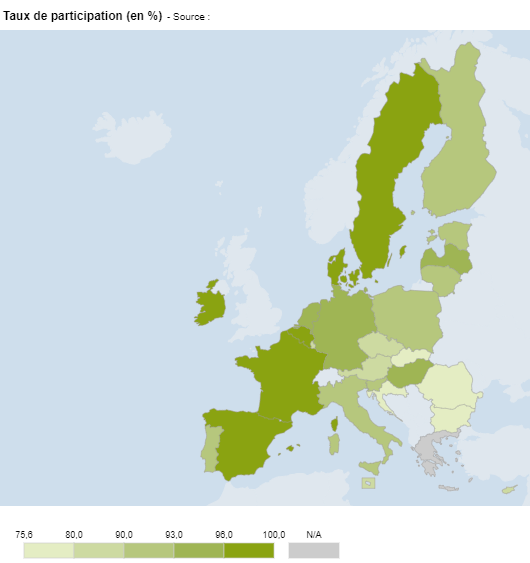 Taux de participation (en %) - Source :
75,6 80,0 90,0 93,0 96,0 100,0 N/A